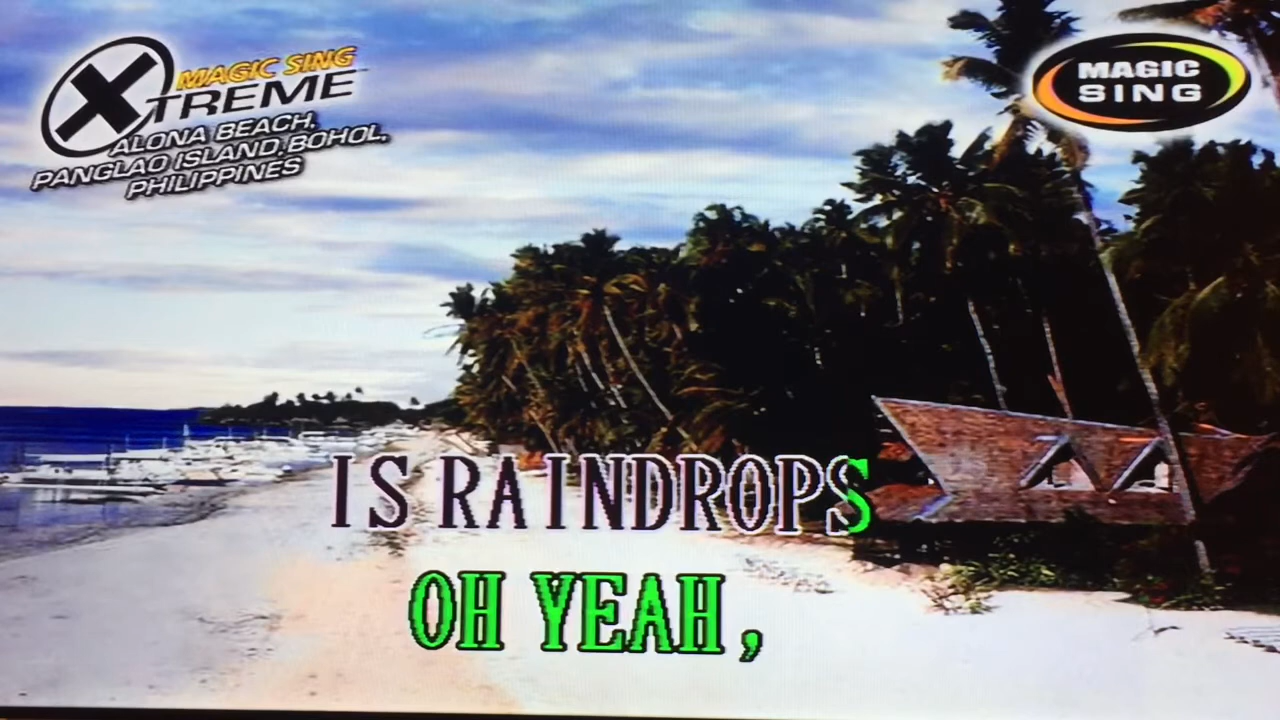 MAGIC SING
XTREME
ALONA BEACH,
PANGLAO ISLAND, BOHOL,
PHILIPPINES
MAGIC
SING
IS RAINDROPS
OH YEAH,